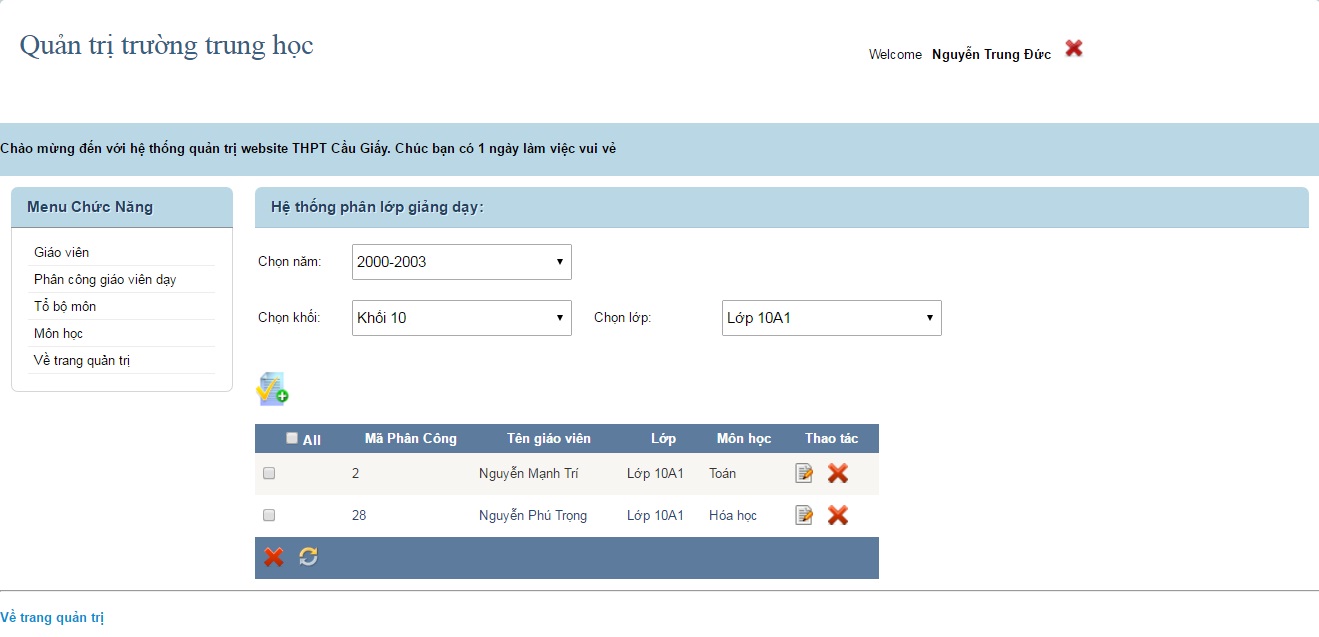 Quản trị trường trung học
Welcome Nguyễn Trung Đức
Chào mừng đến với hệ thống quản trị website THPT Cầu Giấy. Chúc bạn có 1 ngày làm việc vui vẻ
Menu Chức Năng
Giáo viên
Phân công giáo viên dạy
Tổ bộ môn
Môn học
Về trang quản trị
Hệ thống phân lớp giảng dạy:
Chọn năm: 2000-2003
Chọn khối: Khối 10 Chọn lớp: Lớp 10A1
All Mã Phân Công Tên giáo viên Lớp Môn học Thao tác
2 Nguyễn Mạnh Trí Lớp 10A1 Toán
28 Nguyễn Phú Trọng Lớp 10A1 Hóa học
Về trang quản trị